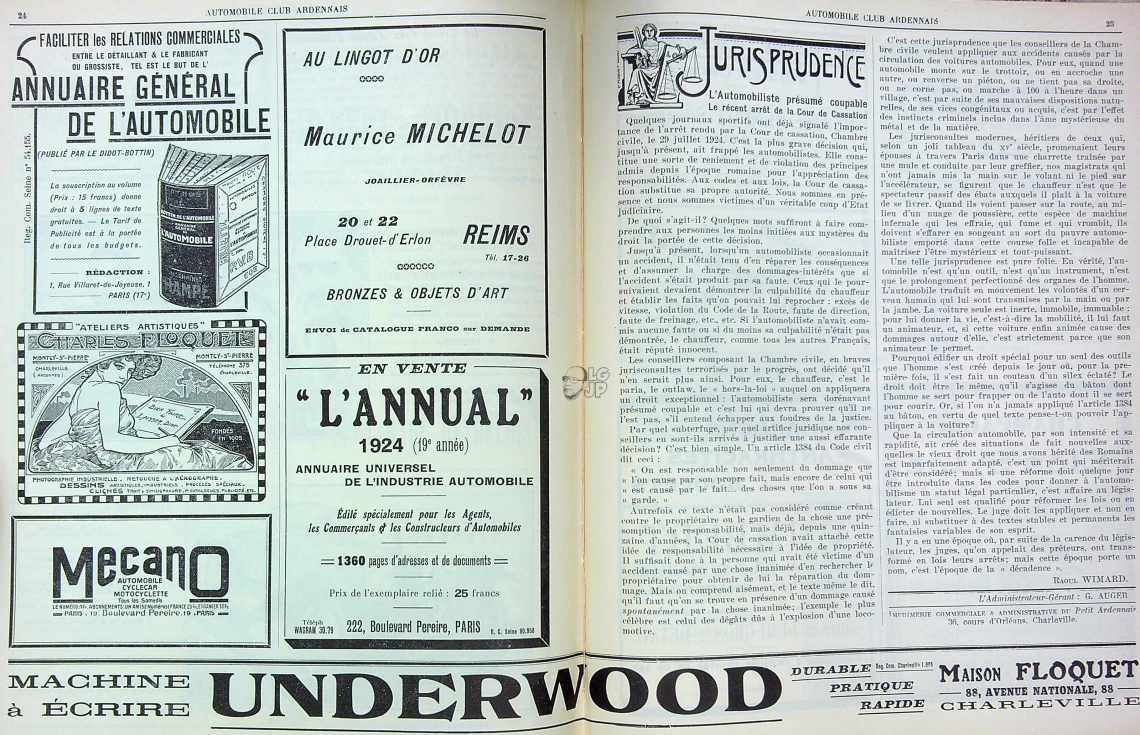 24
AUTOMOBILE CLUB ARDENNAIS
FACILITER les RELATIONS COMMERCIALES
ENTRE LE DÉTAILLANT & LE FABRICANT
OU GROSSISTE, TEL EST LE BUT DE L'
ANNUAIRE GÉNÉRAL
DE L'AUTOMOBILE
(PUBLIÉ PAR LE DIDOT-BOTTIN)
Reg. Com. Seine nº 54.155.
La souscription au volume
(Prix : 15 francs) donne
droit à 5 lignes de texte
gratuites. — Le Tarif de
Publicité est à la portée
de tous les budgets.
RÉDACTION :
1, Rue Villaret-de-Joyeuse, 1
PARIS (17e)
"ATELIERS ARTISTIQUES"
CHARLES FLOQUET
MONTCY-St-PIERRE
CHARLEVILLE
(ARDENNES)
MONTCY-St-PIERRE
TÉLÉPHONE 375
CHARLEVILLE.
FONDÉS
EN 1905
PHOTOGRAPHIE INDUSTRIELLE. RETOUCHE A L'AÉROGRAPHE.
DESSINS ARTISTIQUES, INDUSTRIELS, PROCÉDÉS SPÉCIAUX.
CLICHÉS TRAIT & SIMILIGRAVURE, Pr CATALOGUES, PUBLICITÉ ETC.
MECANO
AUTOMOBILE
CYCLECAR
MOTOCYCLETTE
Tous les Samedis
PARIS - 19, Boulevard Pereire, 19 - PARIS
AU LINGOT D'OR
Maurice MICHELOT
JOAILLIER-ORFÈVRE
20 et 22
Place Drouet-d'Erlon
REIMS
Tél. 17-26
BRONZES & OBJETS D'ART
ENVOI de CATALOGUE FRANCO sur DEMANDE
EN VENTE
“L'ANNUAL”
1924 (19e année)
ANNUAIRE UNIVERSEL
DE L'INDUSTRIE AUTOMOBILE
Édité spécialement pour les Agents,
les Commerçants & les Constructeurs d'Automobiles
1360 pages d'adresses et de documents
Prix de l'exemplaire relié : 25 francs
Téléph
WAGRAM 30.79
222, Boulevard Pereire, PARIS
R. C. Seine 90.950
AUTOMOBILE CLUB ARDENNAIS
25
JURISPRUDENCE
L'Automobiliste présumé coupable
Le récent arrêt de la Cour de Cassation
Quelques journaux sportifs ont déjà signalé l'impor-
tance de l'arrêt rendu par la Cour de cassation, Chambre
civile, le 29 juillet 1924. C'est la plus grave décision qui,
jusqu'à présent, ait frappé les automobilistes. Elle cons-
titue une sorte de reniement et de violation des principes
admis depuis l'époque romaine pour l'appréciation des
responsabilités. Aux codes et aux lois, la Cour de cassa-
tion substitue sa propre autorité. Nous sommes en pré-
sence et nous sommes victimes d'un véritable coup d'Etat
judiciaire.
De quoi s'agit-il? Quelques mots suffiront à faire com-
prendre aux personnes les moins initiées aux mystères du
droit la portée de cette décision.
Jusqu'à présent, lorsqu'un automobiliste occasionnait
un accident, il n'était tenu d'en réparer les conséquences
et d'assumer la charge des dommages-intérêts que si
l'accident s'était produit par sa faute. Ceux qui le pour-
suivaient devaient démontrer la culpabilité du chauffeur
et établir les faits qu'on pouvait lui reprocher : excès de
vitesse, violation du Code de la Route, faute de direction,
faute de freinage, etc., etc. Si l'automobiliste n'avait com-
mis aucune faute ou si du moins sa culpabilité n'était pas
démontrée, le chauffeur, comme tous les autres Français,
était réputé innocent.
Les conseillers composant la Chambre civile, en braves
jurisconsultes terrorisés par le progrès, ont décidé qu'il
n'en serait plus ainsi. Pour eux, le chauffeur, c'est le
paria, le outlaw, le « hors-la-loi » auquel on appliquera
un droit exceptionnel : l'automobiliste sera dorénavant
présumé coupable et c'est lui qui devra prouver qu'il ne
l'est pas, s'il entend échapper aux foudres de la justice.
Par quel subterfuge, par quel artifice juridique nos con-
seillers en sont-ils arrivés à justifier une aussi effarante
décision? C'est bien simple. Un article 1384 du Code civil
dit ceci :
« On est responsable non seulement du dommage que
« l'on cause par son propre fait, mais encore de celui qui
« est causé par le fait... des choses que l'on a sous sa
« garde. »
Autrefois ce texte n'était pas considéré comme créant
contre le propriétaire ou le gardien de la chose une pré-
somption de responsabilité, mais déjà, depuis une quin-
zaine d'années, la Cour de cassation avait attaché cette
idée de responsabilité nécessaire à l'idée de propriété.
Il suffisait donc à la personne qui avait été victime d'un
accident causé par une chose inanimée d'en rechercher le
propriétaire pour obtenir de lui la réparation du dom-
mage. Mais on comprend aisément, et le texte même le dit,
qu'il faut qu'on se trouve en présence d'un dommage causé
spontanément par la chose inanimée; l'exemple le plus
célèbre est celui des dégâts dûs à l'explosion d'une loco-
motive.
C'est cette jurisprudence que les conseillers de la Cham-
bre civile veulent appliquer aux accidents causés par la
circulation des voitures automobiles. Pour eux, quand une
automobile monte sur le trottoir, ou en accroche une
autre, ou renverse un piéton, ou ne tient pas sa droite,
ou ne corne pas, ou marche à 100 à l'heure dans un
village, c'est par suite de ses mauvaises dispositions natu-
relles, de ses vices congénitaux ou acquis, c'est par l'effet
des instincts criminels inclus dans l'âme mystérieuse du
métal et de la matière.
Les jurisconsultes modernes, héritiers de ceux qui,
selon un joli tableau du xve siècle, promenaient leurs
épouses à travers Paris dans une charrette traînée par
une mule et conduite par leur greffier, nos magistrats qui
n'ont jamais mis la main sur le volant ni le pied sur
l'accélérateur, se figurent que le chauffeur n'est que le
spectateur passif des ébats auxquels il plaît à la voiture
de se livrer. Quand ils voient passer sur la route, au mi-
lieu d'un nuage de poussière, cette espèce de machine
infernale qui les effraie, qui fume et qui vrombit, ils
doivent s'effarer en songeant au sort du pauvre automo-
biliste emporté dans cette course folle et incapable de
maîtriser l'être mystérieux et tout-puissant.
Une telle jurisprudence est pure folie. En vérité, l'au-
tomobile n'est qu'un outil, n'est qu'un instrument, n'est
que le prolongement perfectionné des organes de l'homme.
L'automobile traduit en mouvement les volontés d'un cer-
veau humain qui lui sont transmises par la main ou par
la jambe. La voiture seule est inerte, immobile, immuable :
pour lui donner la vie, c'est-à-dire la mobilité, il lui faut
un animateur, et, si cette voiture enfin animée cause des
dommages autour d'elle, c'est strictement parce que son
animateur le permet.
Pourquoi édifier un droit spécial pour un seul des outils
que l'homme s'est créé depuis le jour où, pour la pre-
mière fois, il s'est fait un couteau d'un silex éclaté? Le
droit doit être le même, qu'il s'agisse du bâton dont
l'homme se sert pour frapper ou de l'auto dont il se sert
pour courir. Or, si l'on n'a jamais appliqué l'article 1384
au bâton, en vertu de quel texte pense-t-on pouvoir l'ap-
pliquer à la voiture?
Que la circulation automobile, par son intensité et sa
rapidité, ait créé des situations de fait nouvelles aux-
quelles le vieux droit que nous avons hérité des Romains
est imparfaitement adapté, c'est un point qui mériterait
d'être considéré; mais si une réforme doit quelque jour
être introduite dans les codes pour donner à l'automo-
bilisme un statut légal particulier, c'est affaire au légis-
lateur. Lui seul est qualifié pour réformer les lois ou en
édicter de nouvelles. Le juge doit les appliquer et non en
faire, ni substituer à des textes stables et permanents les
fantaisies variables de son esprit.
Il y a eu une époque où, par suite de la carence du légis-
lateur, les juges, qu'on appelait des prêteurs, ont trans-
formé en lois leurs arrêts; mais cette époque porte un
nom, c'est l'époque de la « décadence ».
RAOUL WIMARD.
L'Administrateur-Gérant : G. AUGER
IMPRIMERIE COMMERCIALE & ADMINISTRATIVE DU Petit Ardennais
36, cours d'Orléans, Charleville.
MACHINE
à ÉCRIRE
UNDERWOOD
DURABLE
PRATIQUE
RAPIDE
Reg. Com. Charleville 1.995
MAISON FLOQUET
88, AVENUE NATIONALE, 88
CHARLEVILLE
LG
JP